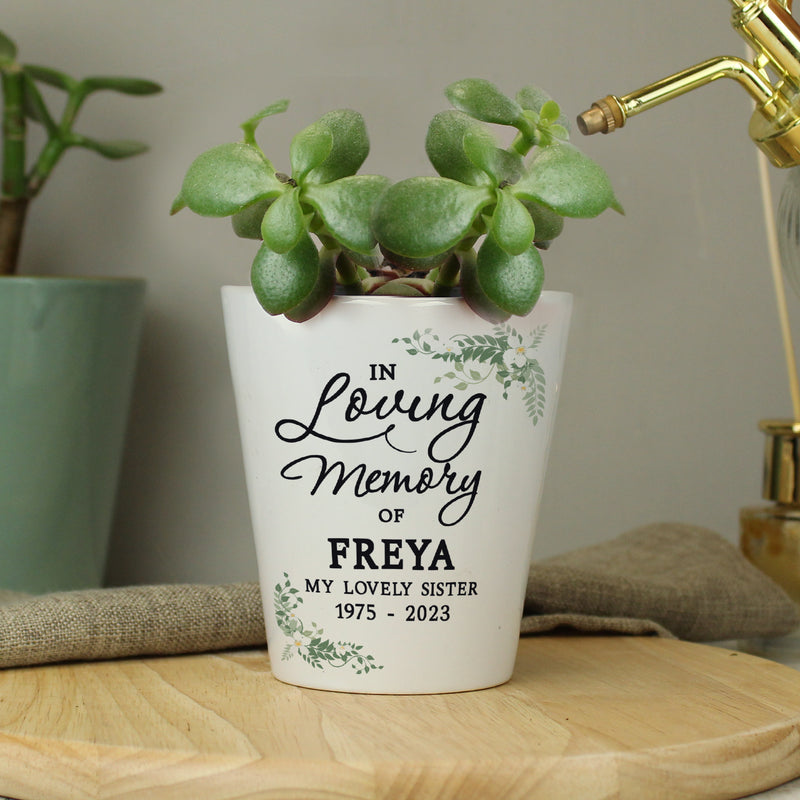 IN
Loving
Memory
OF
FREYA
MY LOVELY SISTER
1975 - 2023